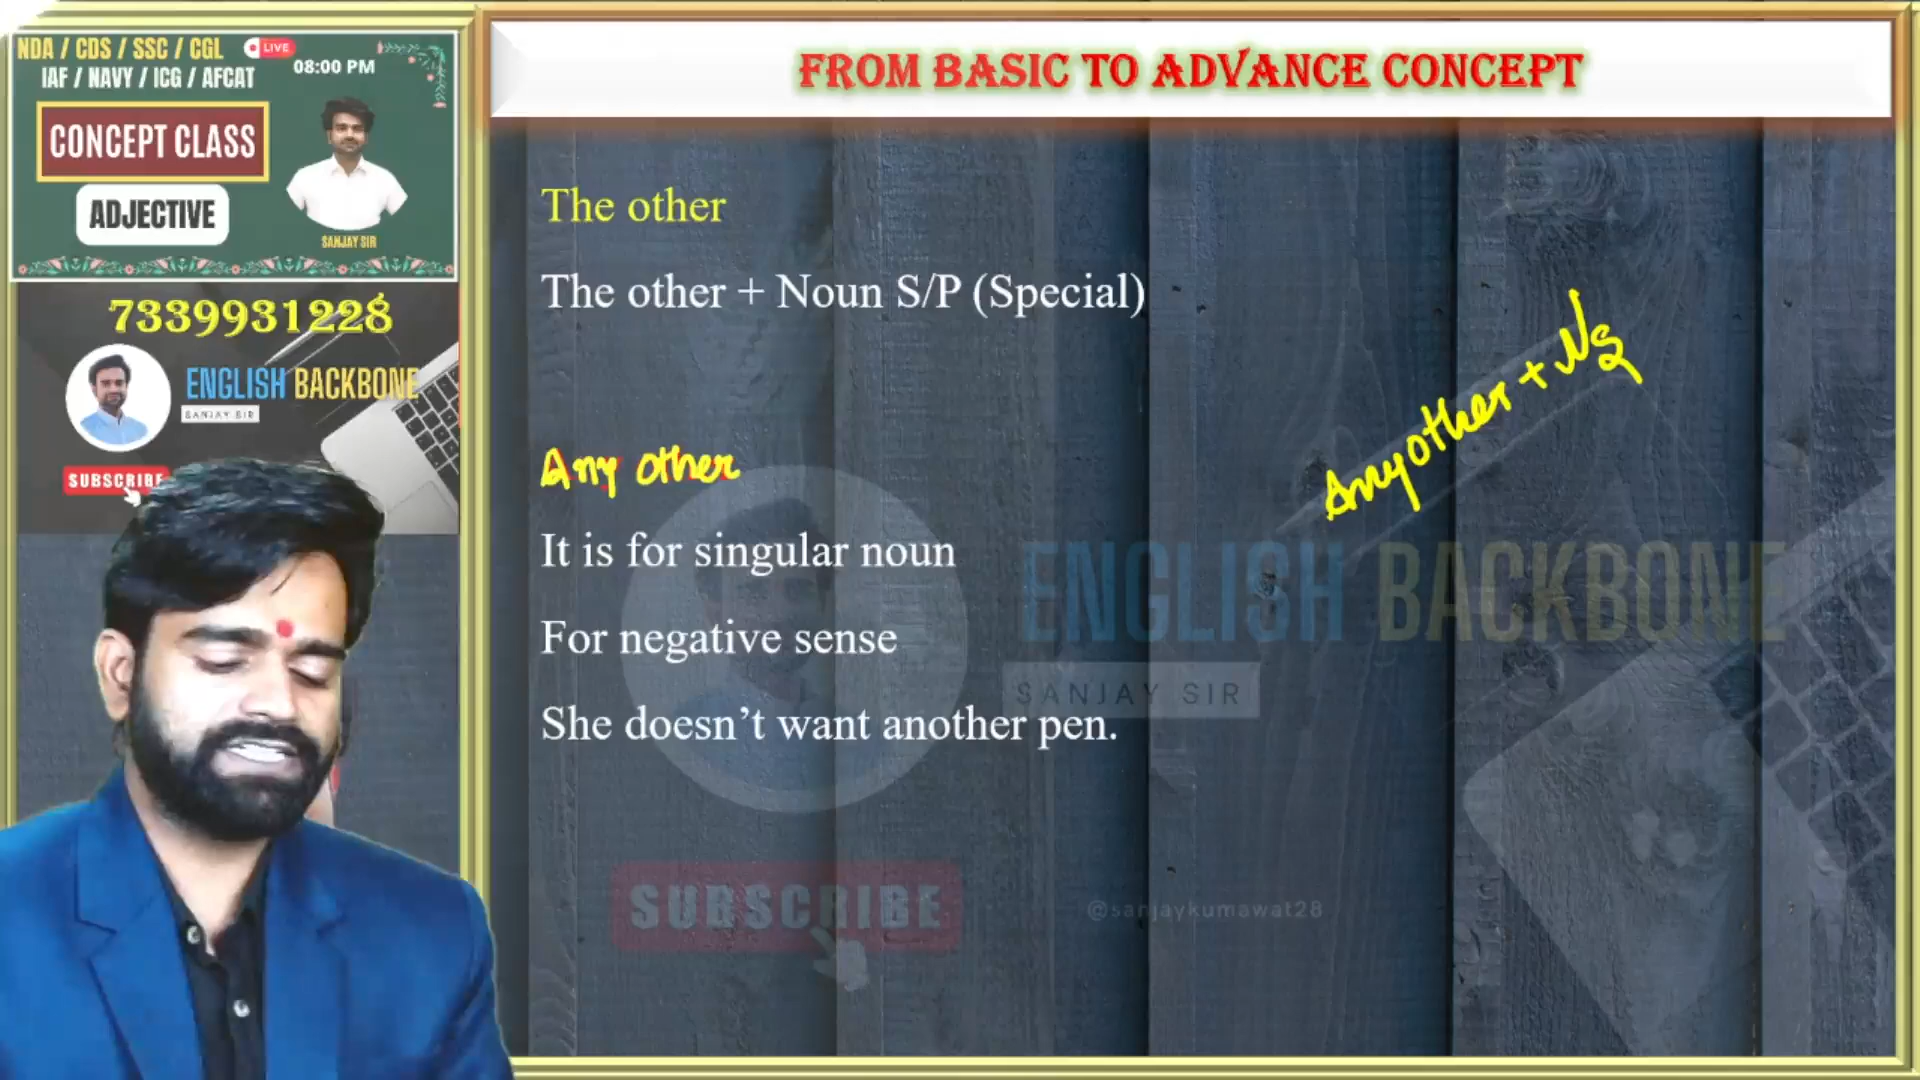 NDA / CDS / SSC / CGL
LIVE
IAF / NAVY / ICG / AFCAT
08:00 PM
CONCEPT CLASS
ADJECTIVE
SANJAY SIR
7339931228
ENGLISH BACKBONE
SANJAY SIR
SUBSCRIBE
FROM BASIC TO ADVANCE CONCEPT
The other
The other + Noun S/P (Special)
Any other + NS
Any other
It is for singular noun
For negative sense
She doesn’t want another pen.
ENGLISH BACKBONE
SANJAY SIR
SUBSCRIBE
@sanjaykumawat28